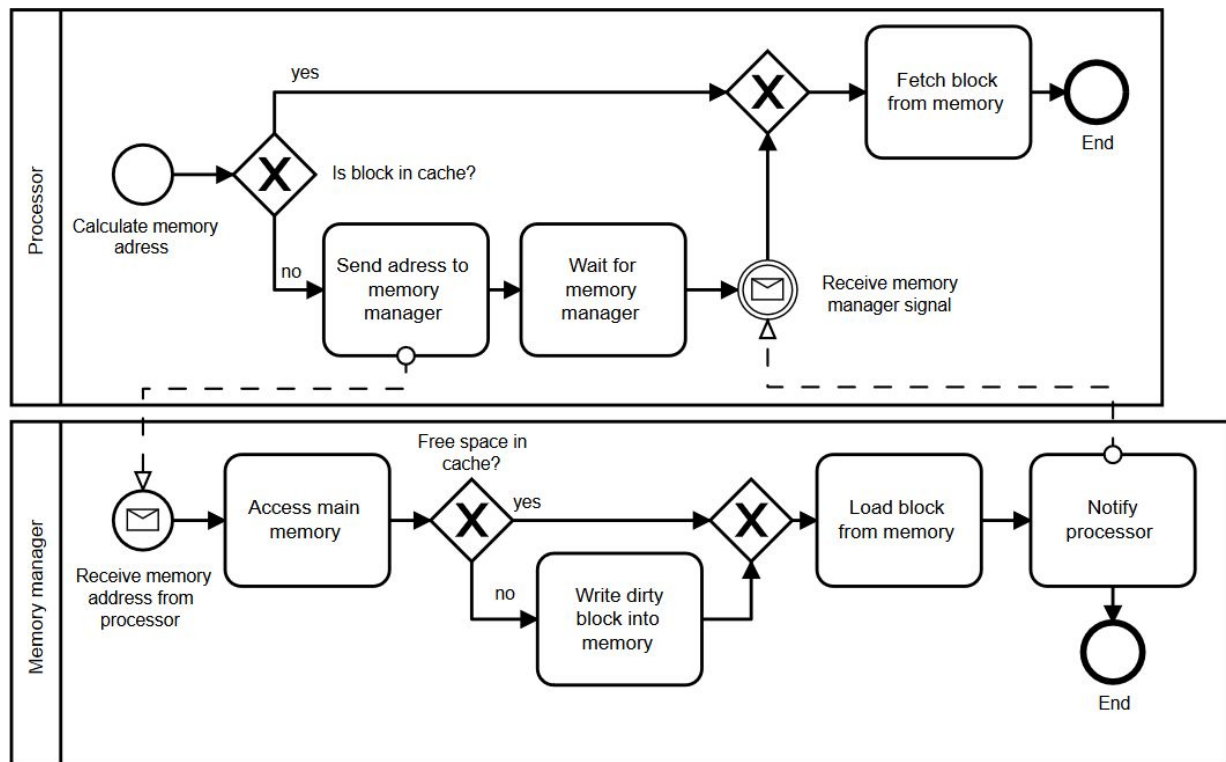 Processor
yes
Fetch block
from memory
End
Is block in cache?
Calculate memory
adress
no
Send adress to
memory
manager
Wait for
memory
manager
Receive memory
manager signal
Memory manager
Free space in
cache?
yes
Access main
memory
Load block
from memory
Notify
processor
Receive memory
address from
processor
no
Write dirty
block into
memory
End